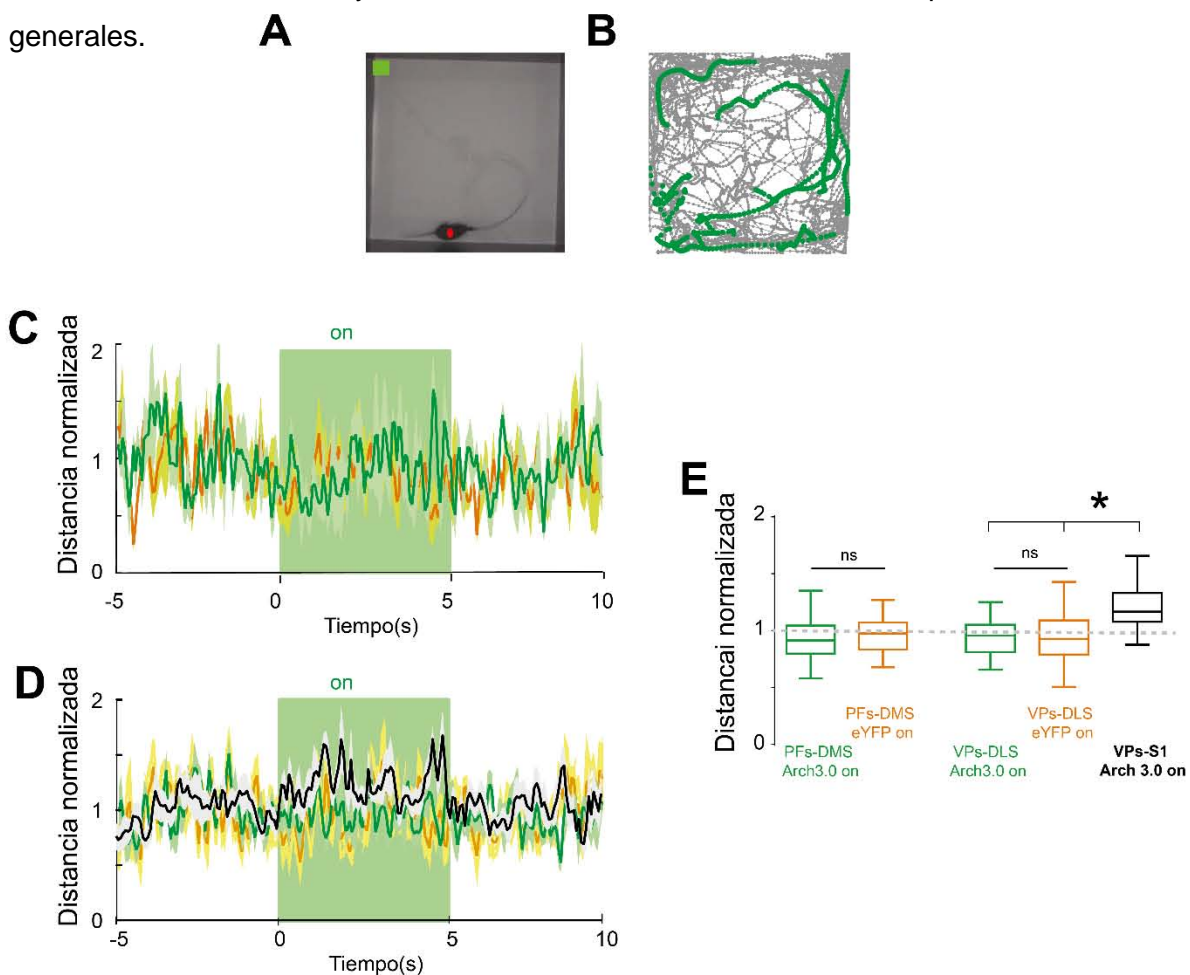 generales.
A
B
C
on
Distancia normalizada
2
1
0
-5
0
5
10
Tiempo(s)
D
on
Distancia normalizada
2
1
0
-5
0
5
10
Tiempo(s)
E
Distancai normalizada
2
1
0
ns
ns
*
PFs-DMS
eYFP on
PFs-DMS
Arch3.0 on
VPs-DLS
eYFP on
VPs-DLS
Arch3.0 on
VPs-S1
Arch 3.0 on